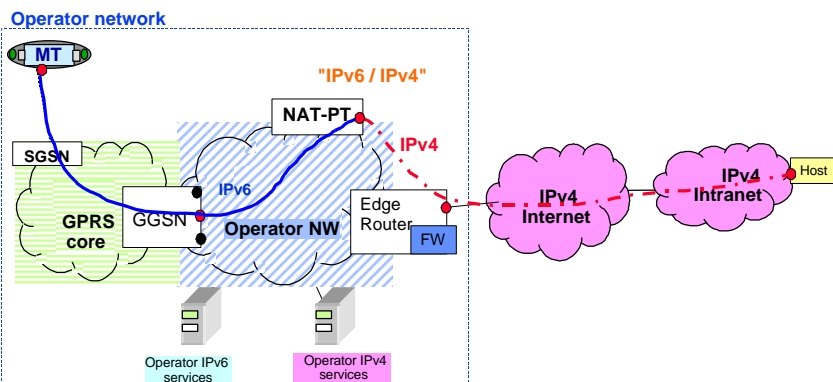 Operator network
MT
"IPv6 / IPv4"
NAT-PT
IPv4
SGSN
IPv6
GPRS
core
GGSN
Operator NW
Edge
Router
FW
IPv4
Internet
IPv4
Intranet
Host
Operator IPv6
services
Operator IPv4
services